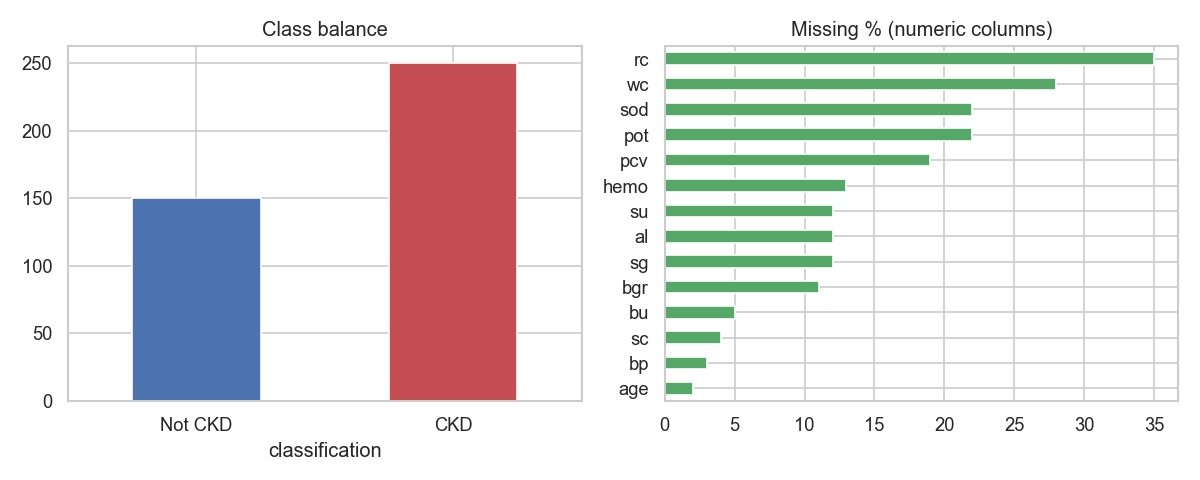 Class balance
250
200
150
100
50
0
Not CKD
CKD
classification
Missing % (numeric columns)
rc
wc
sod
pot
pcv
hemo
su
al
sg
bgr
bu
sc
bp
age
0 5 10 15 20 25 30 35